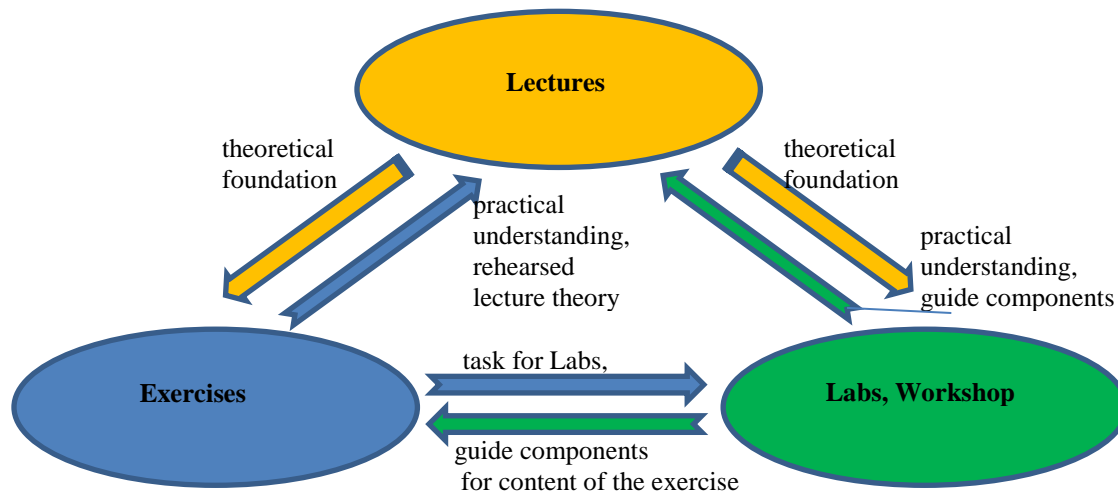 Lectures
theoretical
foundation
theoretical
foundation
practical
understanding,
rehearsed
lecture theory
practical
understanding,
guide components
Exercises
task for Labs,
Labs, Workshop
guide components
for content of the exercise